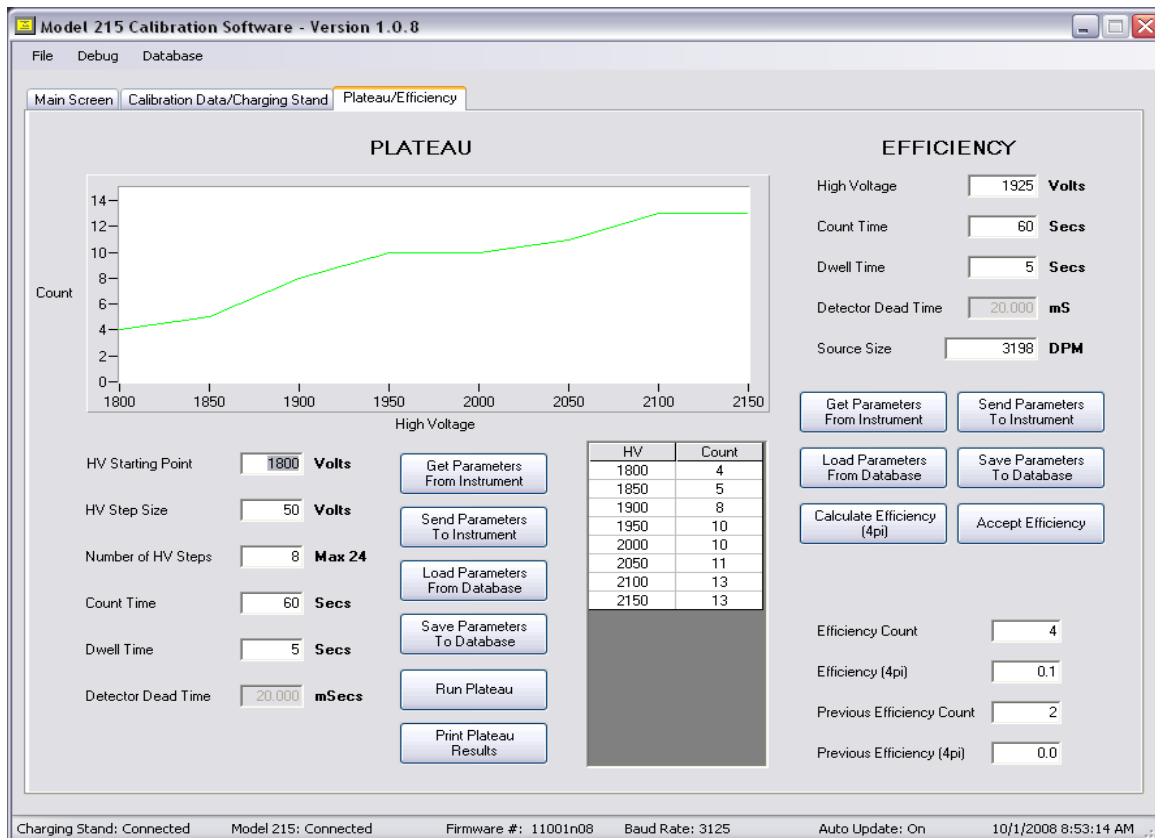 Model 215 Calibration Software - Version 1.0.8
File Debug Database
Main Screen Calibration Data/Charging Stand Plateau/Efficiency
PLATEAU
14
12
10
8
6
4
2
0
Count
1800 1850 1900 1950 2000 2050 2100 2150
High Voltage
HV Starting Point 1800 Volts
HV Step Size 50 Volts
Number of HV Steps 8 Max 24
Count Time 60 Secs
Dwell Time 5 Secs
Detector Dead Time 20.000 mSecs
Get Parameters
From Instrument
Send Parameters
To Instrument
Load Parameters
From Database
Save Parameters
To Database
Run Plateau
Print Plateau
Results
HV Count
1800 4
1850 5
1900 8
1950 10
2000 10
2050 11
2100 13
2150 13
EFFICIENCY
High Voltage 1925 Volts
Count Time 60 Secs
Dwell Time 5 Secs
Detector Dead Time 20.000 mS
Source Size 3198 DPM
Get Parameters
From Instrument
Send Parameters
To Instrument
Load Parameters
From Database
Save Parameters
To Database
Calculate Efficiency
(4pi)
Accept Efficiency
Efficiency Count 4
Efficiency (4pi) 0.1
Previous Efficiency Count 2
Previous Efficiency (4pi) 0.0
Charging Stand: Connected Model 215: Connected Firmware #: 11001n08 Baud Rate: 3125 Auto Update: On 10/1/2008 8:53:14 AM